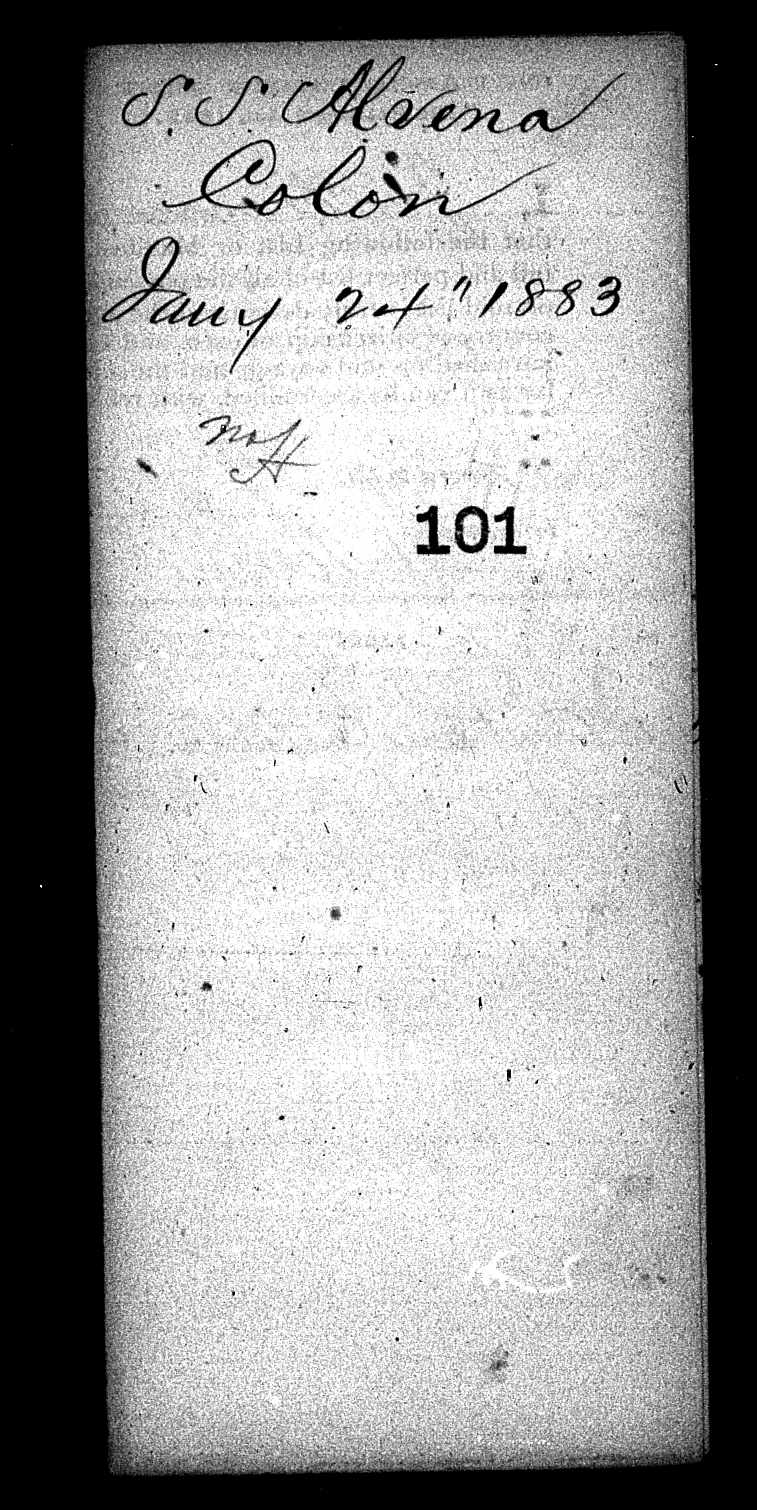 S. S. Alvena
Colon
Jany 24" 1883
101